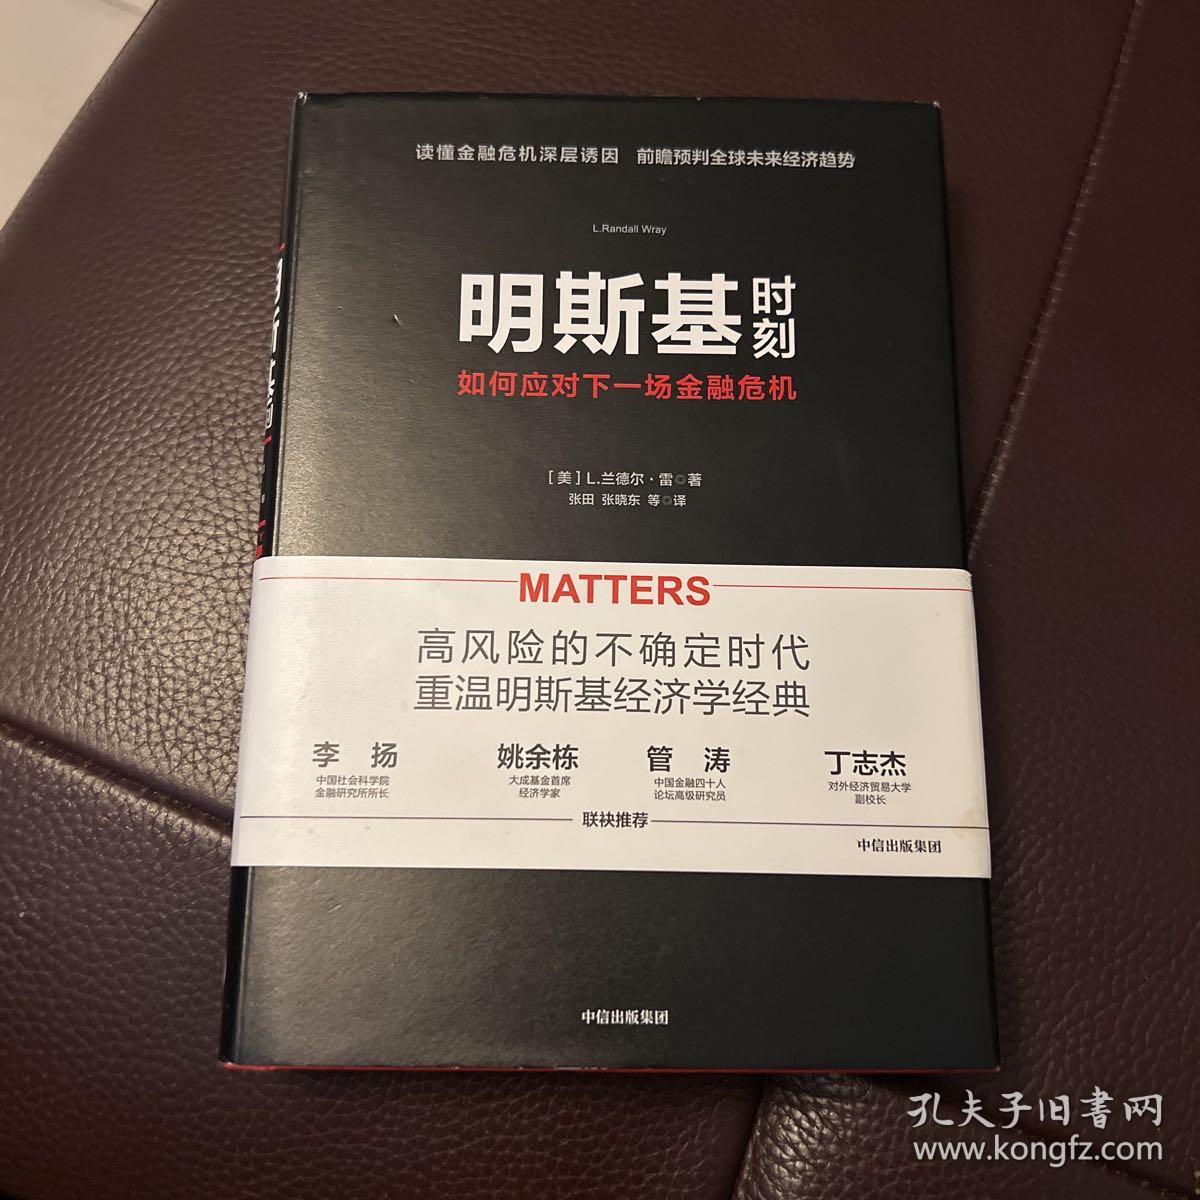 读懂金融危机深层诱因 前瞻预判全球未来经济趋势
L.Randall Wray
明斯基时刻
如何应对下一场金融危机
[美] L.兰德尔·雷◎著
张田 张晓东 等◎译
MATTERS
高风险的不确定时代
重温明斯基经济学经典
李 扬 姚余栋 管 涛 丁志杰
中国社会科学院 大成基金首席 中国金融四十人 对外经济贸易大学
金融研究所所长 经济学家 论坛高级研究员 副校长
联袂推荐
中信出版集团
中信出版集团
孔夫子旧书网
www.kongfz.com